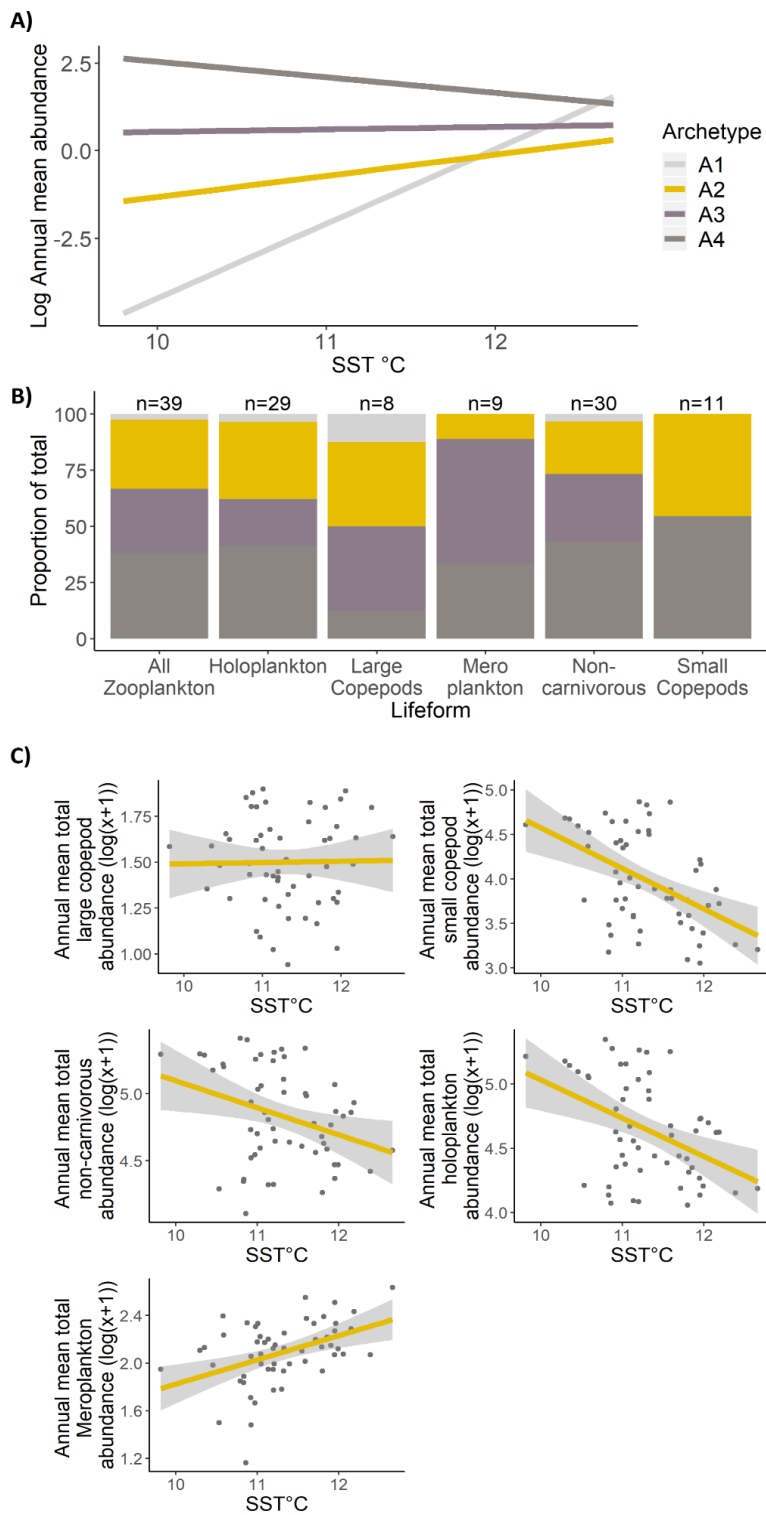 A)
Log Annual mean abundance
2.5
0.0
-2.5
10
11
12
SST °C
Archetype
A1
A2
A3
A4
B)
Proportion of total
100
75
50
25
0
n=39
n=29
n=8
n=9
n=30
n=11
All
Zooplankton
Holoplankton
Large
Copepods
Mero
plankton
Non-
carnivorous
Small
Copepods
Lifeform
C)
Annual mean total
large copepod
abundance (log(x+1))
1.75
1.50
1.25
1.00
10
11
12
SST°C
Annual mean total
small copepod
abundance (log(x+1))
5.0
4.5
4.0
3.5
3.0
10
11
12
SST°C
Annual mean total
non-carnivorous
abundance (log(x+1))
5.0
4.5
10
11
12
SST°C
Annual mean total
holoplankton
abundance (log(x+1))
5.0
4.5
4.0
10
11
12
SST°C
Annual mean total
Meroplankton
abundance (log(x+1))
2.4
2.0
1.6
1.2
10
11
12
SST°C